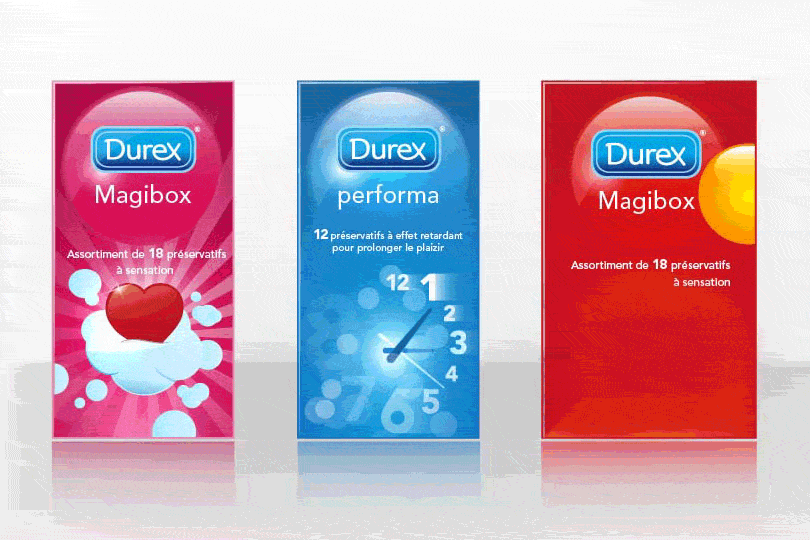 Durex®
Magibox
Assortiment de 18 préservatifs
à sensation
Durex®
performa
12 préservatifs à effet retardant
pour prolonger le plaizir
12
1
2
3
4
5
6
7
Durex®
Magibox
Assortiment de 18 préservatifs
à sensation